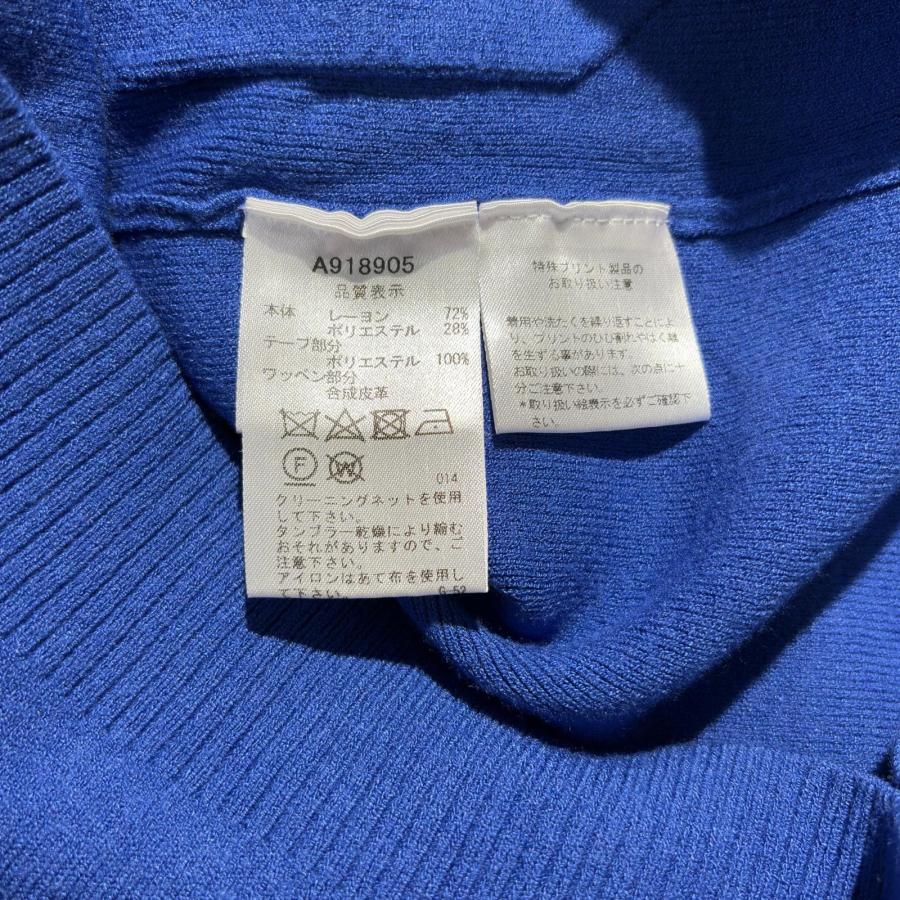 A918905
品質表示
本体 レーヨン 72%
ポリエステル 28%
テープ部分
ポリエステル 100%
ワッペン部分
合成皮革
F W
014
クリーニングネットを使用
して下さい。
タンブラー乾燥により縮む
おそれがありますので、ご
注意下さい。
アイロンはあて布を使用し
て下さい。 G-52
特殊プリント製品の
お取り扱い注意
着用や洗たくを繰り返すことによ
り、プリントのひび割れやはく離
を生ずる事があります。
お取り扱いの際には、次の点に十
分ご注意下さい。
*取り扱い絵表示を必ずご確認下
さい。